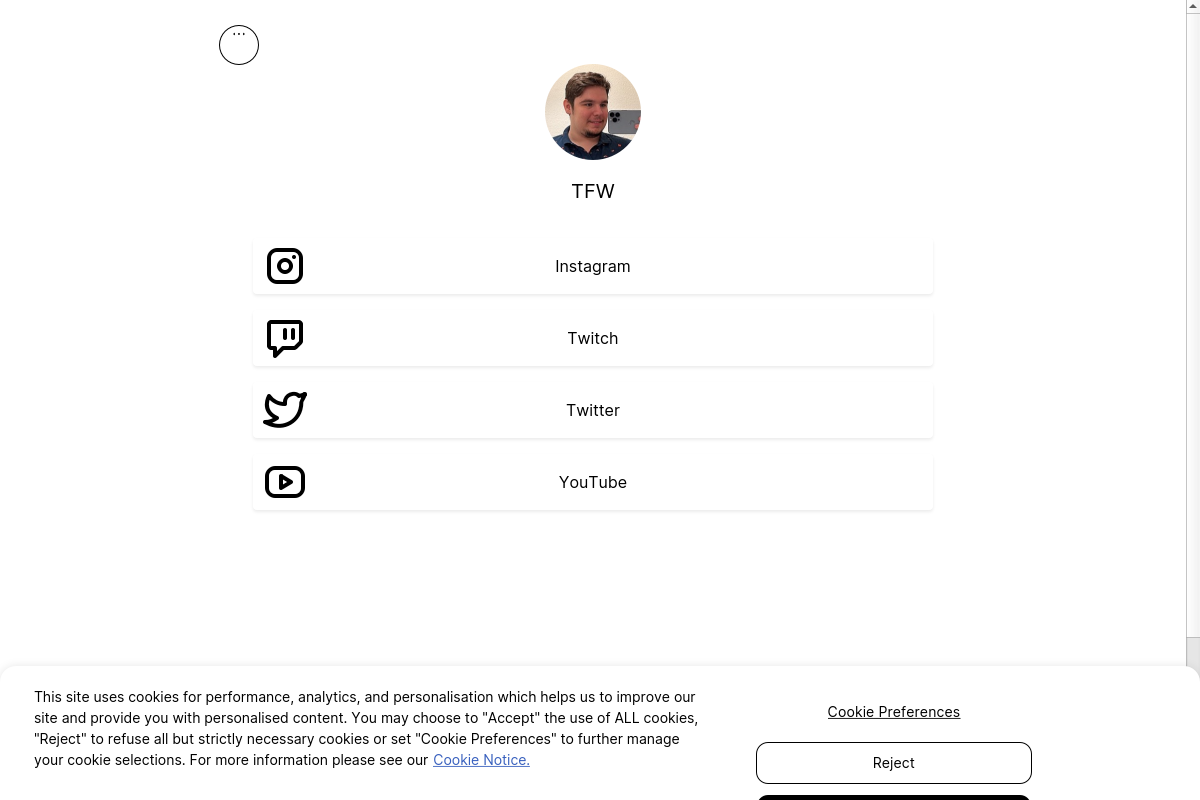 ...
TFW
Instagram
Twitch
Twitter
YouTube
This site uses cookies for performance, analytics, and personalisation which helps us to improve our
site and provide you with personalised content. You may choose to "Accept" the use of ALL cookies,
"Reject" to refuse all but strictly necessary cookies or set "Cookie Preferences" to further manage
your cookie selections. For more information please see our Cookie Notice.
Cookie Preferences
Reject